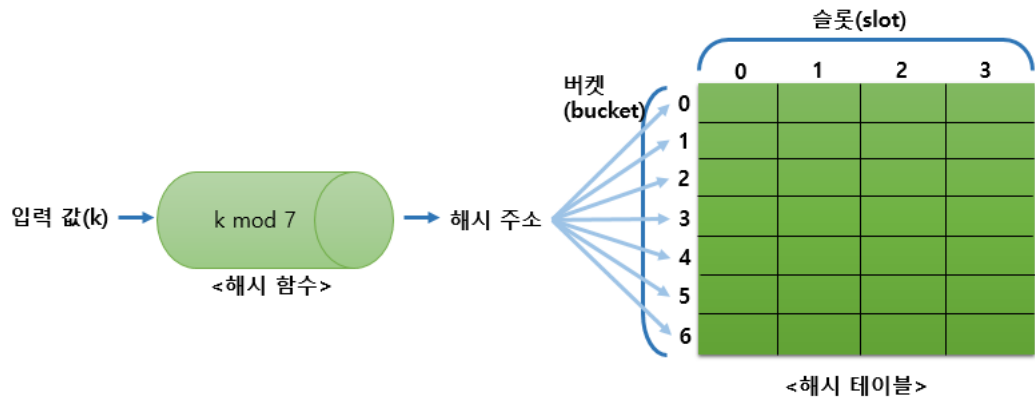 슬롯(slot)
0 1 2 3
버켓
(bucket)
0
1
2
3
4
5
6
입력 값(k)
k mod 7
해시 주소
<해시 함수>
<해시 테이블>